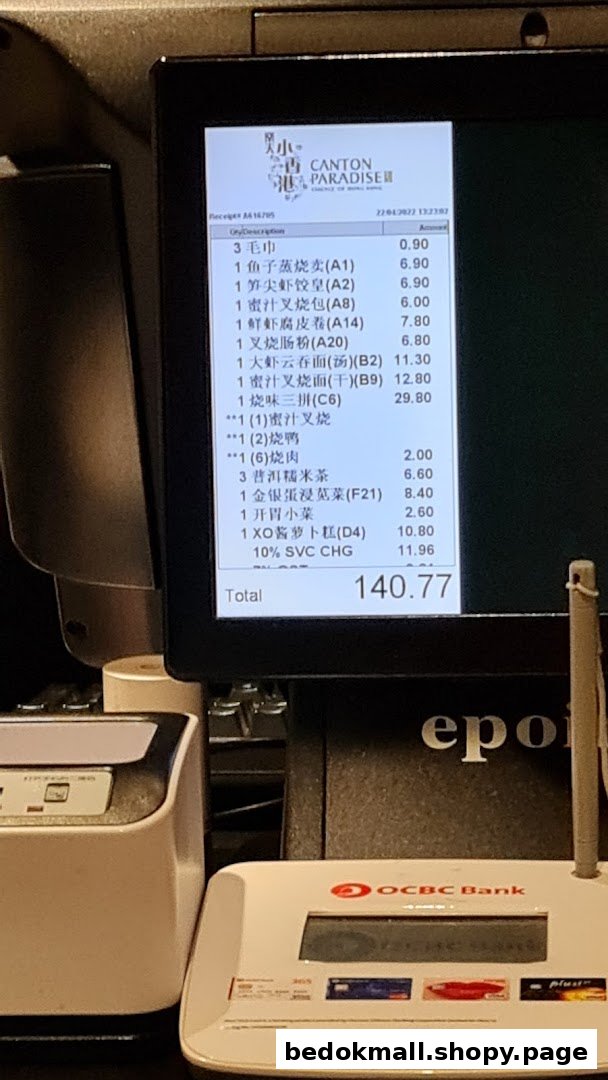 小香港
CANTON
PARADISE
Receipt# A616705 22/04/2022 13:23:02
Qty Description Amount
3 毛巾 0.90
1 鱼子蒸烧卖(A1) 6.90
1 笋尖虾饺皇(A2) 6.90
1 蜜汁叉烧包(A8) 6.00
1 鲜虾腐皮卷(A14) 7.80
1 叉烧肠粉(A20) 6.80
1 大虾云吞面(汤)(B2) 11.30
1 蜜汁叉烧面(干)(B9) 12.80
1 烧味三拼(C6) 29.80
**1 (1)蜜汁叉烧
**1 (2)烧鸭
**1 (6)烧肉 2.00
3 普洱糯米茶 6.60
1 金银蛋浸苋菜(F21) 8.40
1 开胃小菜 2.60
1 XO酱萝卜糕(D4) 10.80
10% SVC CHG 11.96
Total 140.77
epoi
OCBC Bank
bedokmall.shopy.page